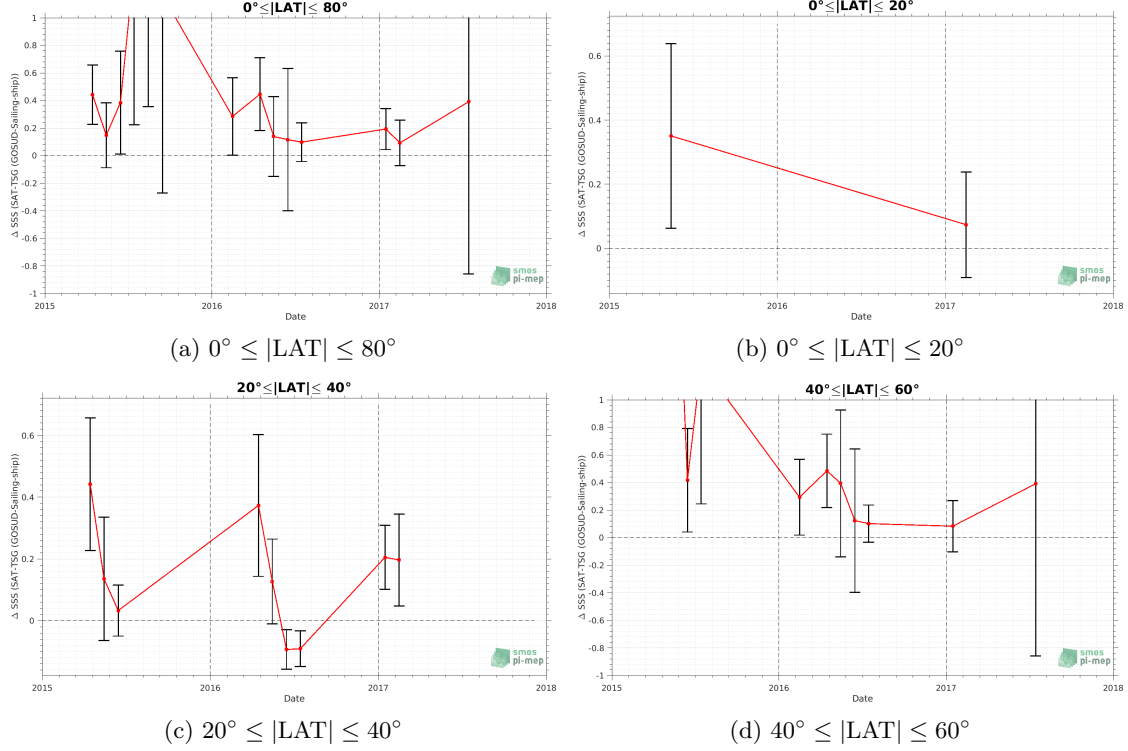 0°≤|LAT|≤ 80°
Δ SSS (SAT-TSG (GOSUD-Sailing-ship))
1
0.8
0.6
0.4
0.2
0
-0.2
-0.4
-0.6
-0.8
-1
2015
2016
2017
2018
Date
smos
pi-mep
(a) 0° ≤ |LAT| ≤ 80°
0°≤|LAT|≤ 20°
Δ SSS (SAT-TSG (GOSUD-Sailing-ship))
0.6
0.4
0.2
0
2015
2016
2017
2018
Date
smos
pi-mep
(b) 0° ≤ |LAT| ≤ 20°
20°≤|LAT|≤ 40°
Δ SSS (SAT-TSG (GOSUD-Sailing-ship))
0.6
0.4
0.2
0
2015
2016
2017
2018
Date
smos
pi-mep
(c) 20° ≤ |LAT| ≤ 40°
40°≤|LAT|≤ 60°
Δ SSS (SAT-TSG (GOSUD-Sailing-ship))
1
0.8
0.6
0.4
0.2
0
-0.2
-0.4
-0.6
-0.8
-1
2015
2016
2017
2018
Date
smos
pi-mep
(d) 40° ≤ |LAT| ≤ 60°